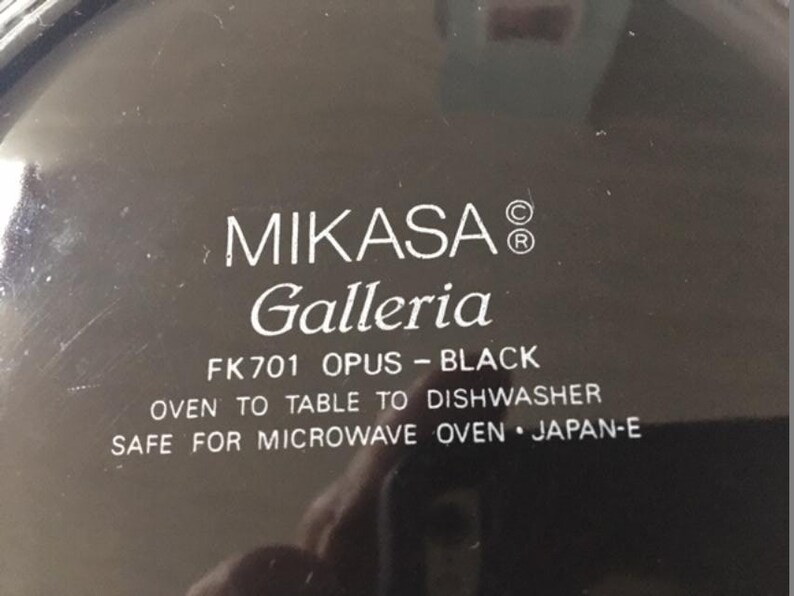 MIKASA © ®
Galleria
FK701 OPUS – BLACK
OVEN TO TABLE TO DISHWASHER
SAFE FOR MICROWAVE OVEN • JAPAN-E